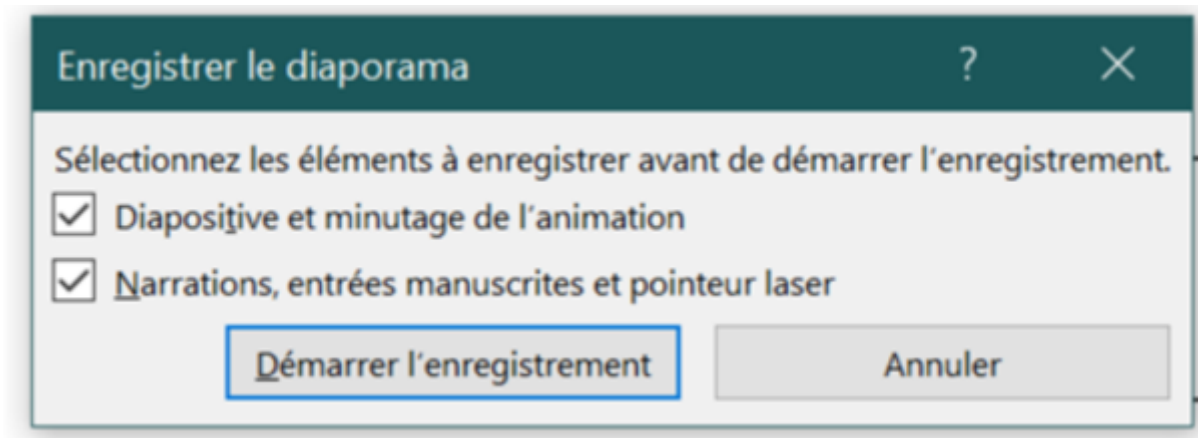 Enregistrer le diaporama ?
Sélectionnez les éléments à enregistrer avant de démarrer l'enregistrement.
Diapositive et minutage de l'animation
Narrations, entrées manuscrites et pointeur laser
Démarrer l'enregistrement Annuler